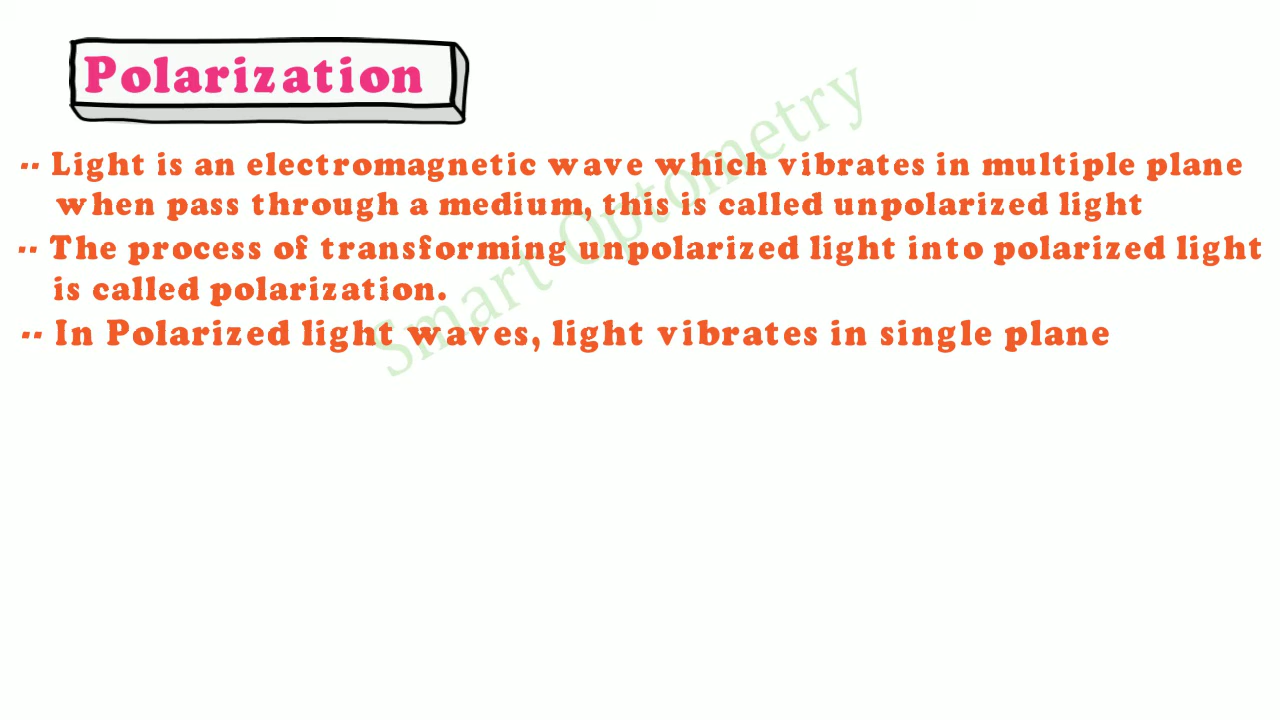 Polarization
-- Light is an electromagnetic wave which vibrates in multiple plane
when pass through a medium, this is called unpolarized light
-- The process of transforming unpolarized light into polarized light
is called polarization.
-- In Polarized light waves, light vibrates in single plane
Smart Optometry